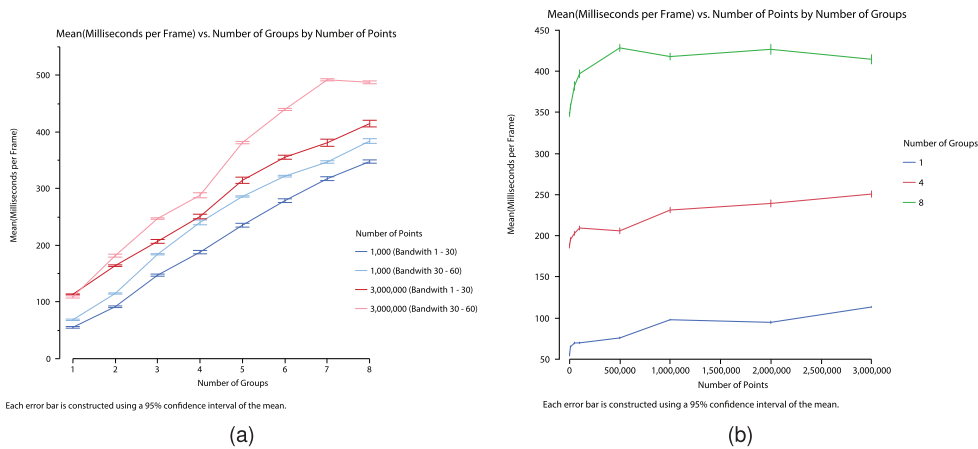 Mean(Milliseconds per Frame) vs. Number of Groups by Number of Points
Mean(Milliseconds per Frame)
500
400
300
200
100
0
1 2 3 4 5 6 7 8
Number of Groups
Number of Points
1,000 (Bandwith 1 - 30)
1,000 (Bandwith 30 - 60)
3,000,000 (Bandwith 1 - 30)
3,000,000 (Bandwith 30 - 60)
Each error bar is constructed using a 95% confidence interval of the mean.
(a)
Mean(Milliseconds per Frame) vs. Number of Points by Number of Groups
Mean(Milliseconds per Frame)
450
400
350
300
250
200
150
100
50
0 500,000 1,000,000 2,000,000 2,500,000 3,000,000
Number of Points
Number of Groups
1
4
8
Each error bar is constructed using a 95% confidence interval of the mean.
(b)